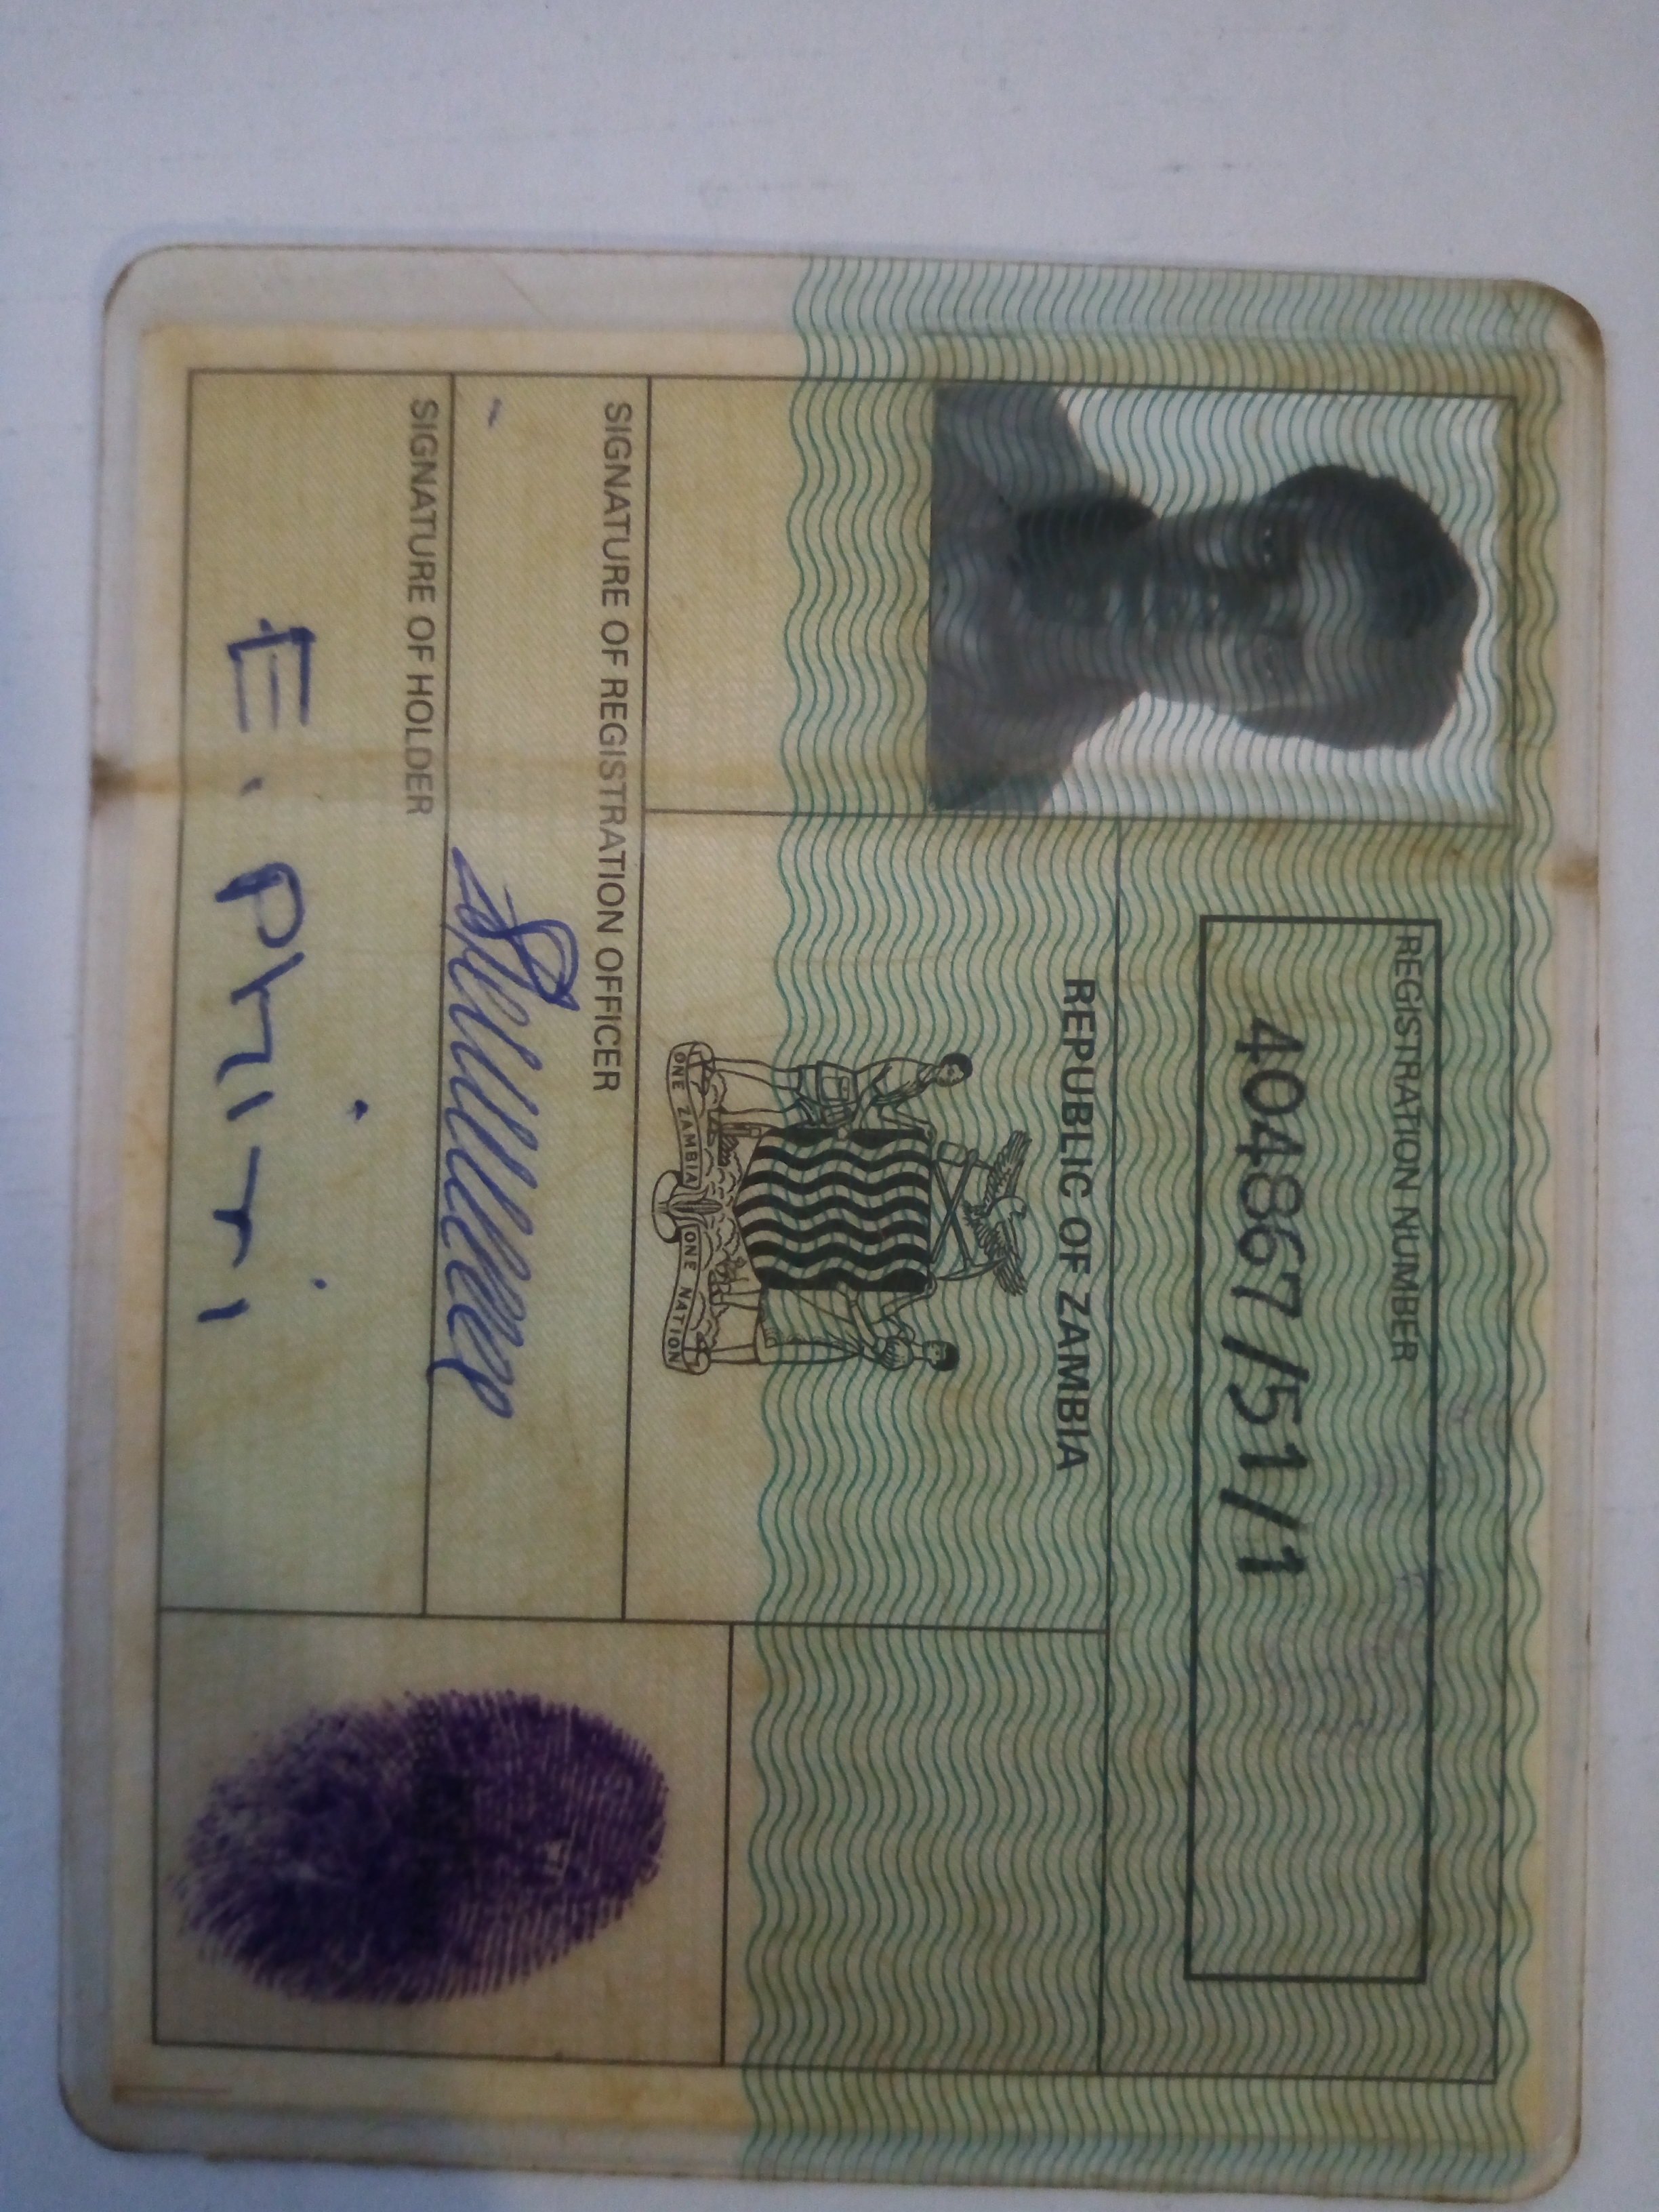 REGISTRATION NUMBER
404867/51/1
REPUBLIC OF ZAMBIA
ONE ZAMBIA ONE NATION
SIGNATURE OF REGISTRATION OFFICER
SIGNATURE OF HOLDER
E. Phiri